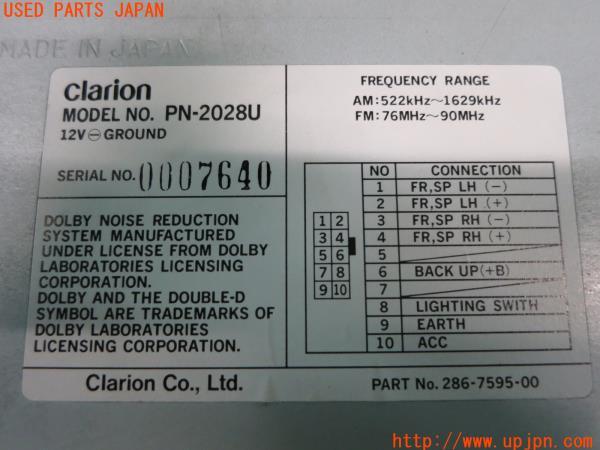 USED PARTS JAPAN
MADE IN JAPAN
Clarion
MODEL NO. PN-2028U
12V⊖GROUND
SERIAL NO. 0007640
DOLBY NOISE REDUCTION
SYSTEM MANUFACTURED
UNDER LICENSE FROM DOLBY
LABORATORIES LICENSING
CORPORATION.
DOLBY AND THE DOUBLE-D
SYMBOL ARE TRADEMARKS OF
DOLBY LABORATORIES
LICENSING CORPORATION.
FREQUENCY RANGE
AM:522kHz~1629kHz
FM:76MHz~90MHz
1 2
3 4
5 6
7 8
9 10
NO CONNECTION
1 FR,SP LH (-)
2 FR,SP LH (+)
3 FR,SP RH (-)
4 FR,SP RH (+)
5
6 BACK UP(+B)
7
8 LIGHTING SWITH
9 EARTH
10 ACC
Clarion Co., Ltd.
PART No. 286-7595-00
http://www.upjpn.com